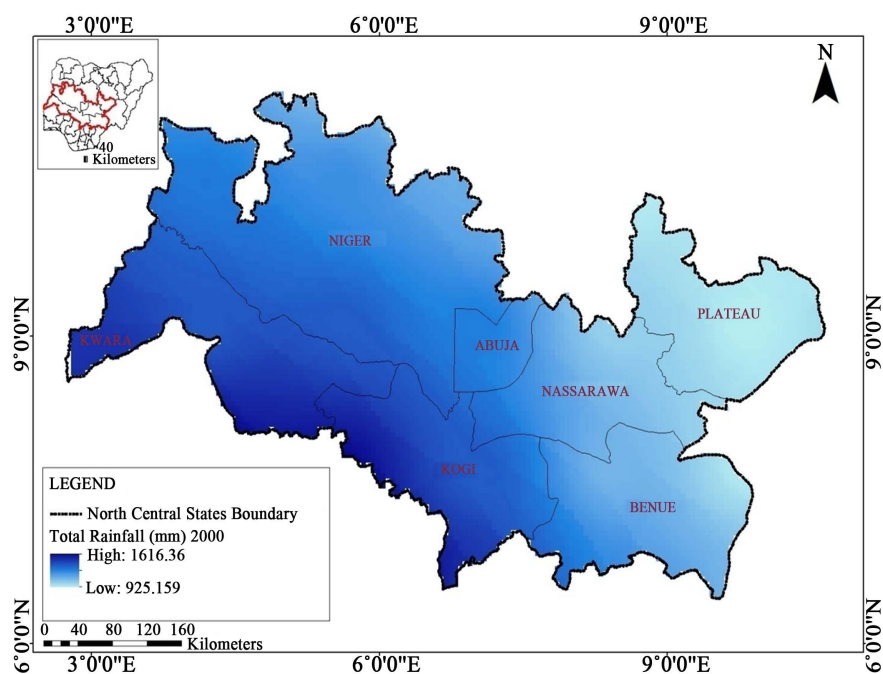 3°0'0"E 6°0'0"E 9°0'0"E
N
40
Kilometers
NIGER
PLATEAU
9°0'0"N
KWARA
ABUJA
9°0'0"N
NASSARAWA
KOGI
BENUE
LEGEND
North Central States Boundary
Total Rainfall (mm) 2000
High: 1616.36
Low: 925.159
0 40 80 120 160
Kilometers
6°0'0"N
6°0'0"N
3°0'0"E 6°0'0"E 9°0'0"E